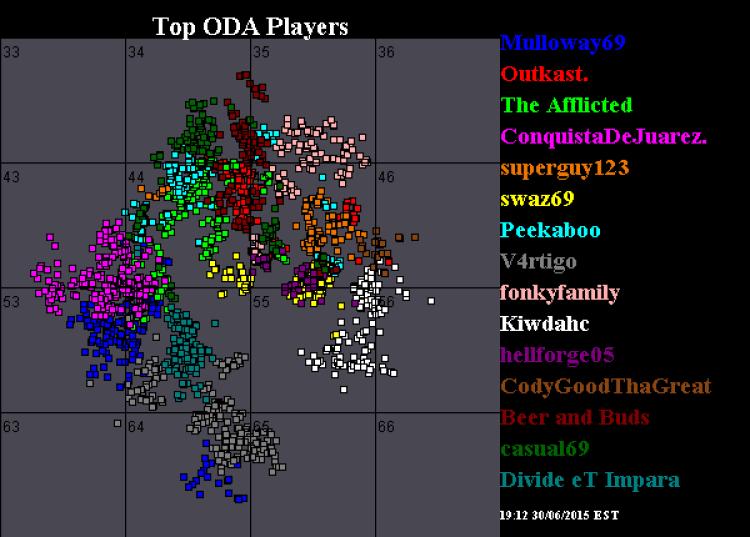 Top ODA Players
33 34 35 36
43 44 46
53 55
63 64 65 66
Mulloway69
Outkast.
The Afflicted
ConquistaDeJuarez.
superguy123
swaz69
Peekaboo
V4rtigo
fonkyfamily
Kiwdahc
hellforge05
CodyGoodThaGreat
Beer and Buds
casual69
Divide eT Impara
19:12 30/06/2015 EST